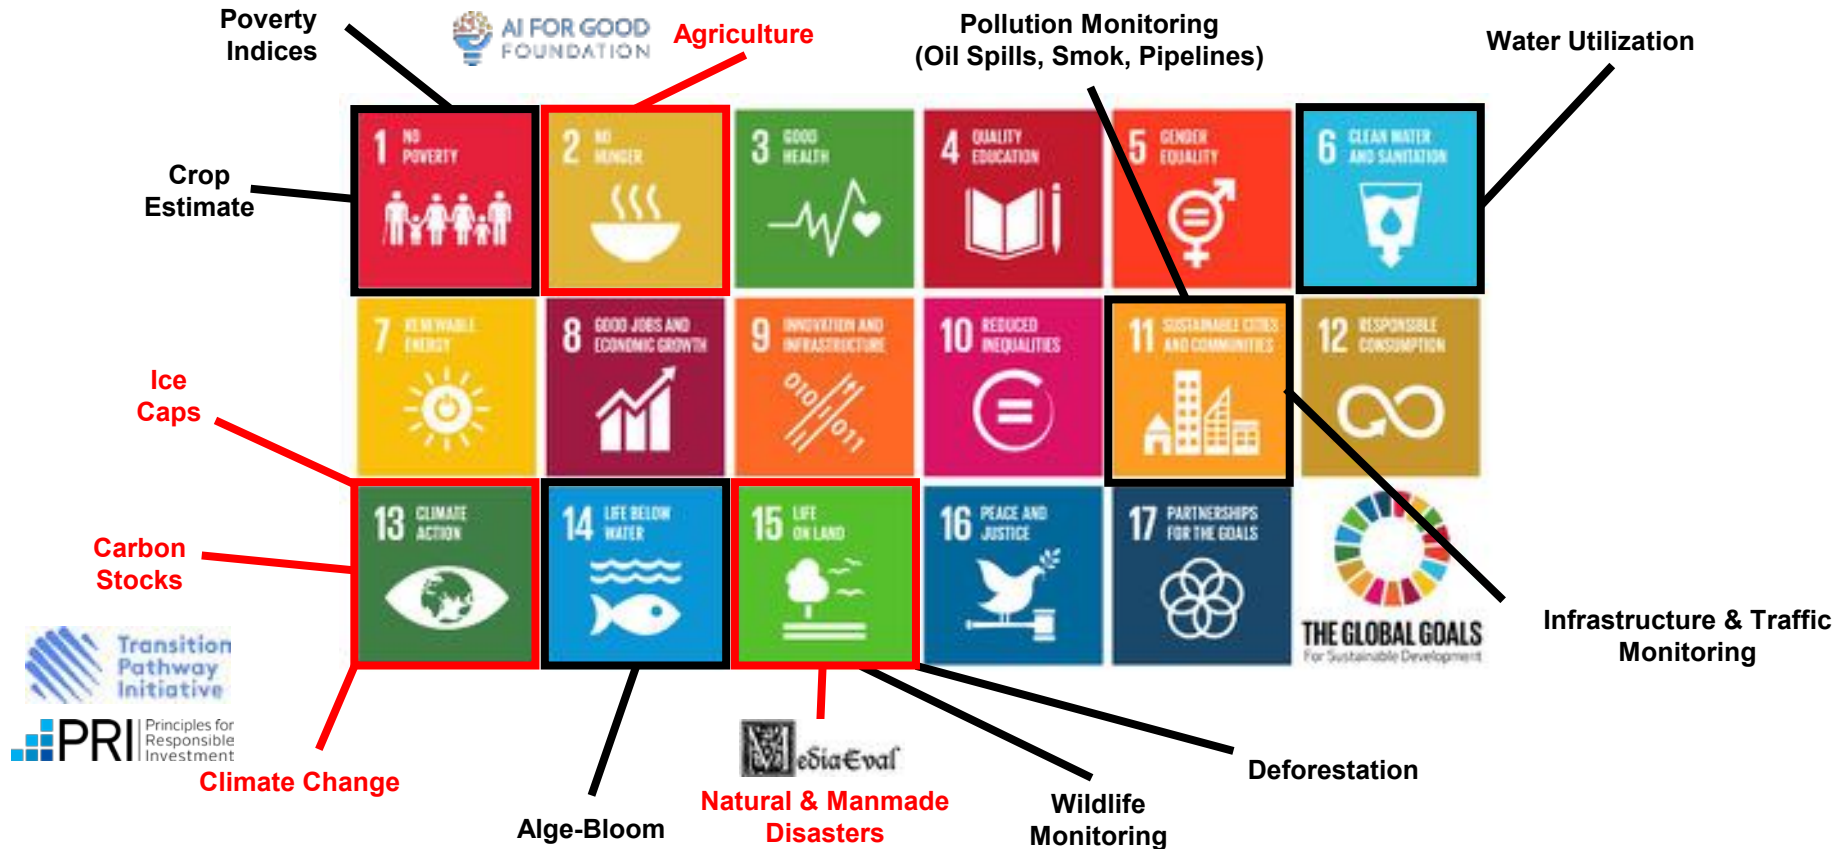 Poverty
Indices
AI FOR GOOD
FOUNDATION
Agriculture
Pollution Monitoring
(Oil Spills, Smok, Pipelines)
Water Utilization
Crop
Estimate
1 NO
POVERTY
2 NO
HUNGER
3 GOOD
HEALTH
4 QUALITY
EDUCATION
5 GENDER
EQUALITY
6 CLEAN WATER
AND SANITATION
7 RENEWABLE
ENERGY
8 GOOD JOBS AND
ECONOMIC GROWTH
9 INNOVATION AND
INFRASTRUCTURE
010
011
10 REDUCED
INEQUALITIES
11 SUSTAINABLE CITIES
AND COMMUNITIES
12 RESPONSIBLE
CONSUMPTION
Ice
Caps
Carbon
Stocks
13 CLIMATE
ACTION
14 LIFE BELOW
WATER
15 LIFE
ON LAND
16 PEACE AND
JUSTICE
17 PARTNERSHIPS
FOR THE GOALS
THE GLOBAL GOALS
For Sustainable Development
Infrastructure & Traffic
Monitoring
Transition
Pathway
Initiative
PRI Principles for
Responsible
Investment
Climate Change
Alge-Bloom
MediaEval
Natural & Manmade
Disasters
Wildlife
Monitoring
Deforestation